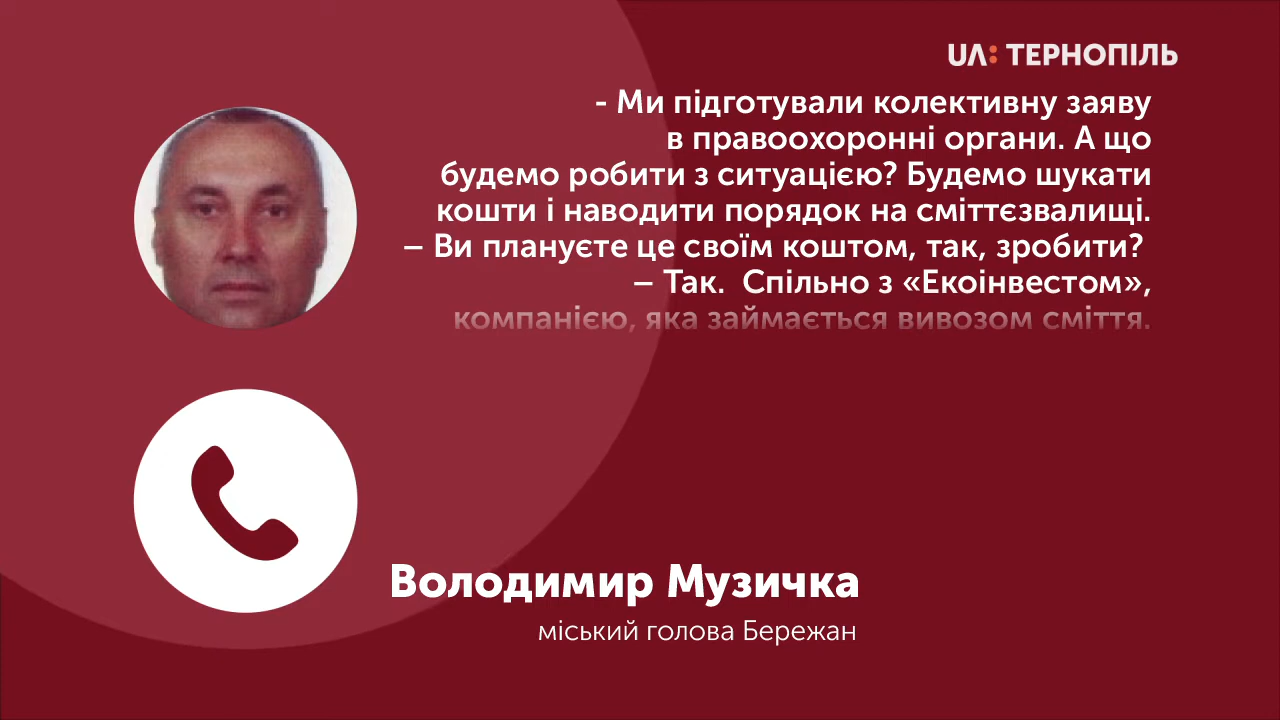 UA: ТЕРНОПІЛЬ
- Ми підготували колективну заяву
в правоохоронні органи. А що
будемо робити з ситуацією? Будемо шукати
кошти і наводити порядок на сміттєзвалищі.
– Ви плануєте це своїм коштом, так, зробити?
– Так. Спільно з «Екоінвестом»,
компанією, яка займається вивозом сміття.
Володимир Музичка
міський голова Бережан